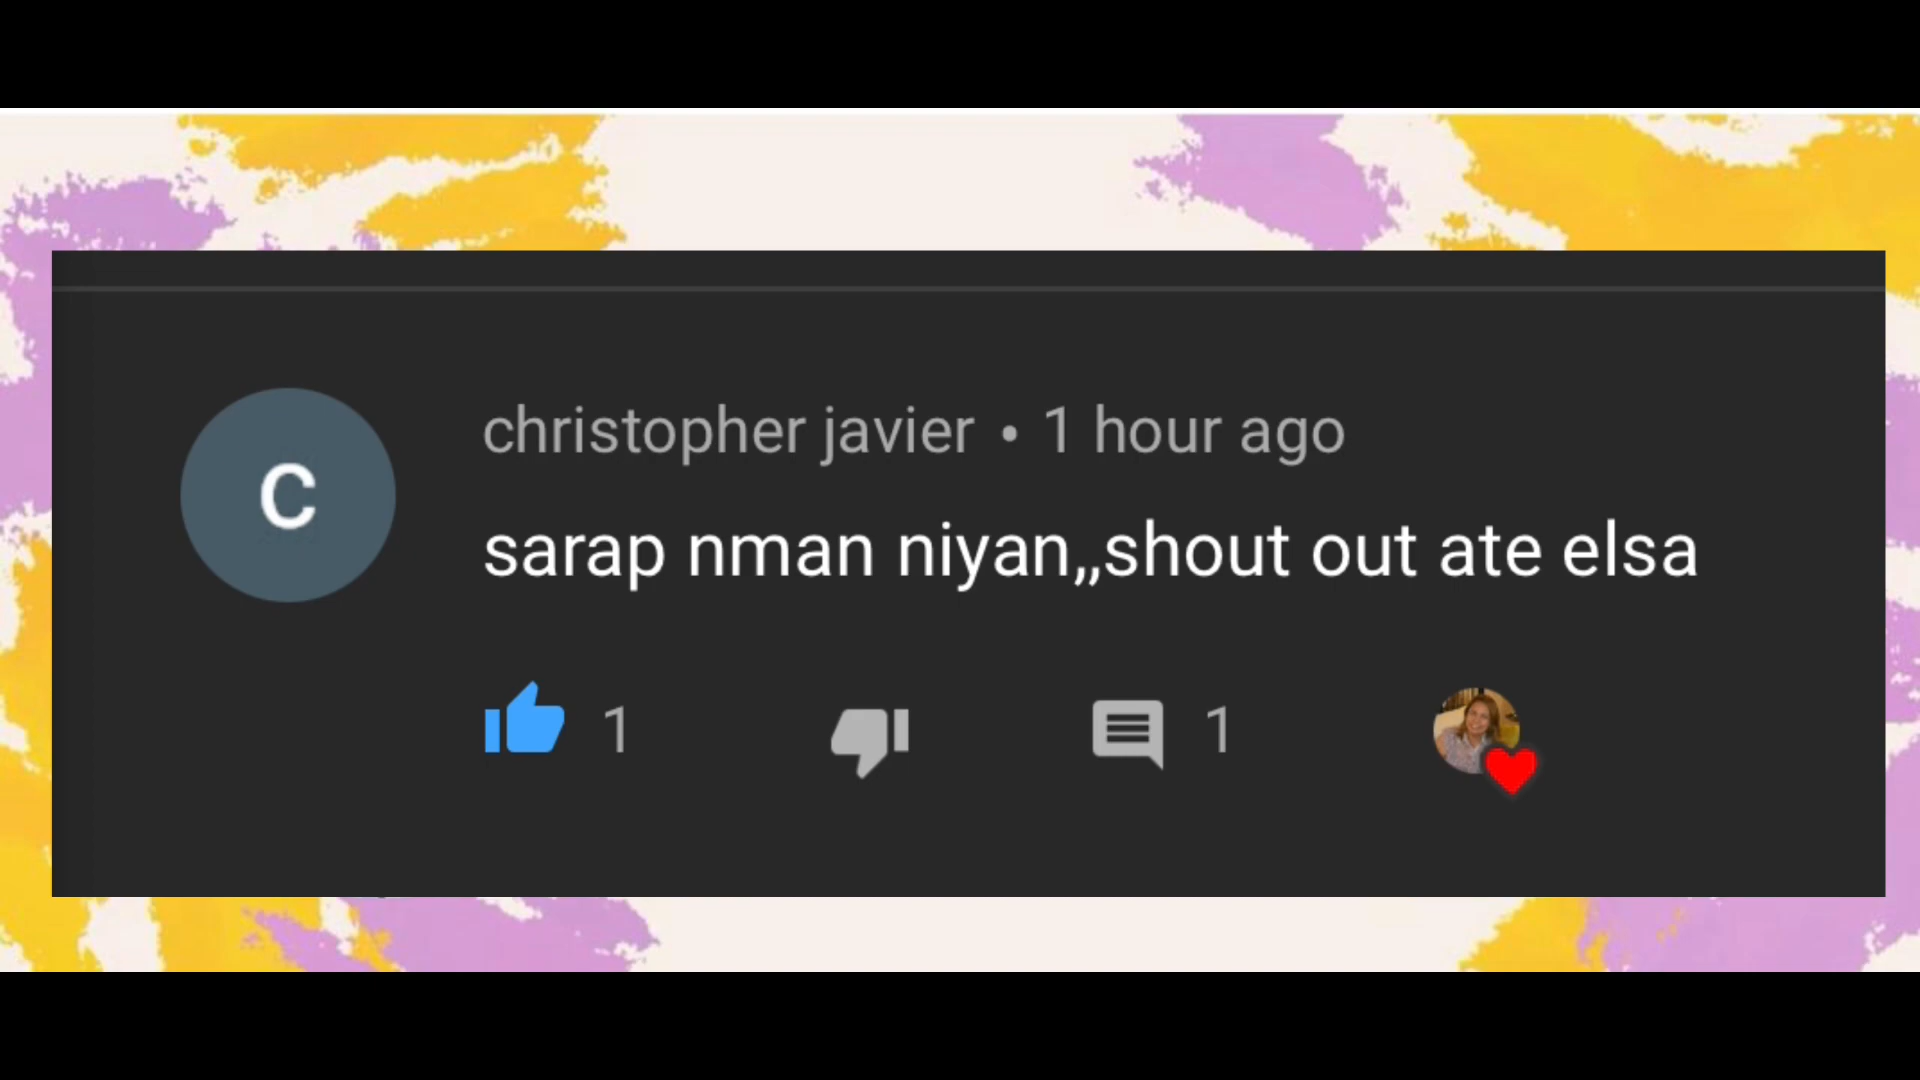 C
christopher javier • 1 hour ago
sarap nman niyan,,shout out ate elsa
1
1